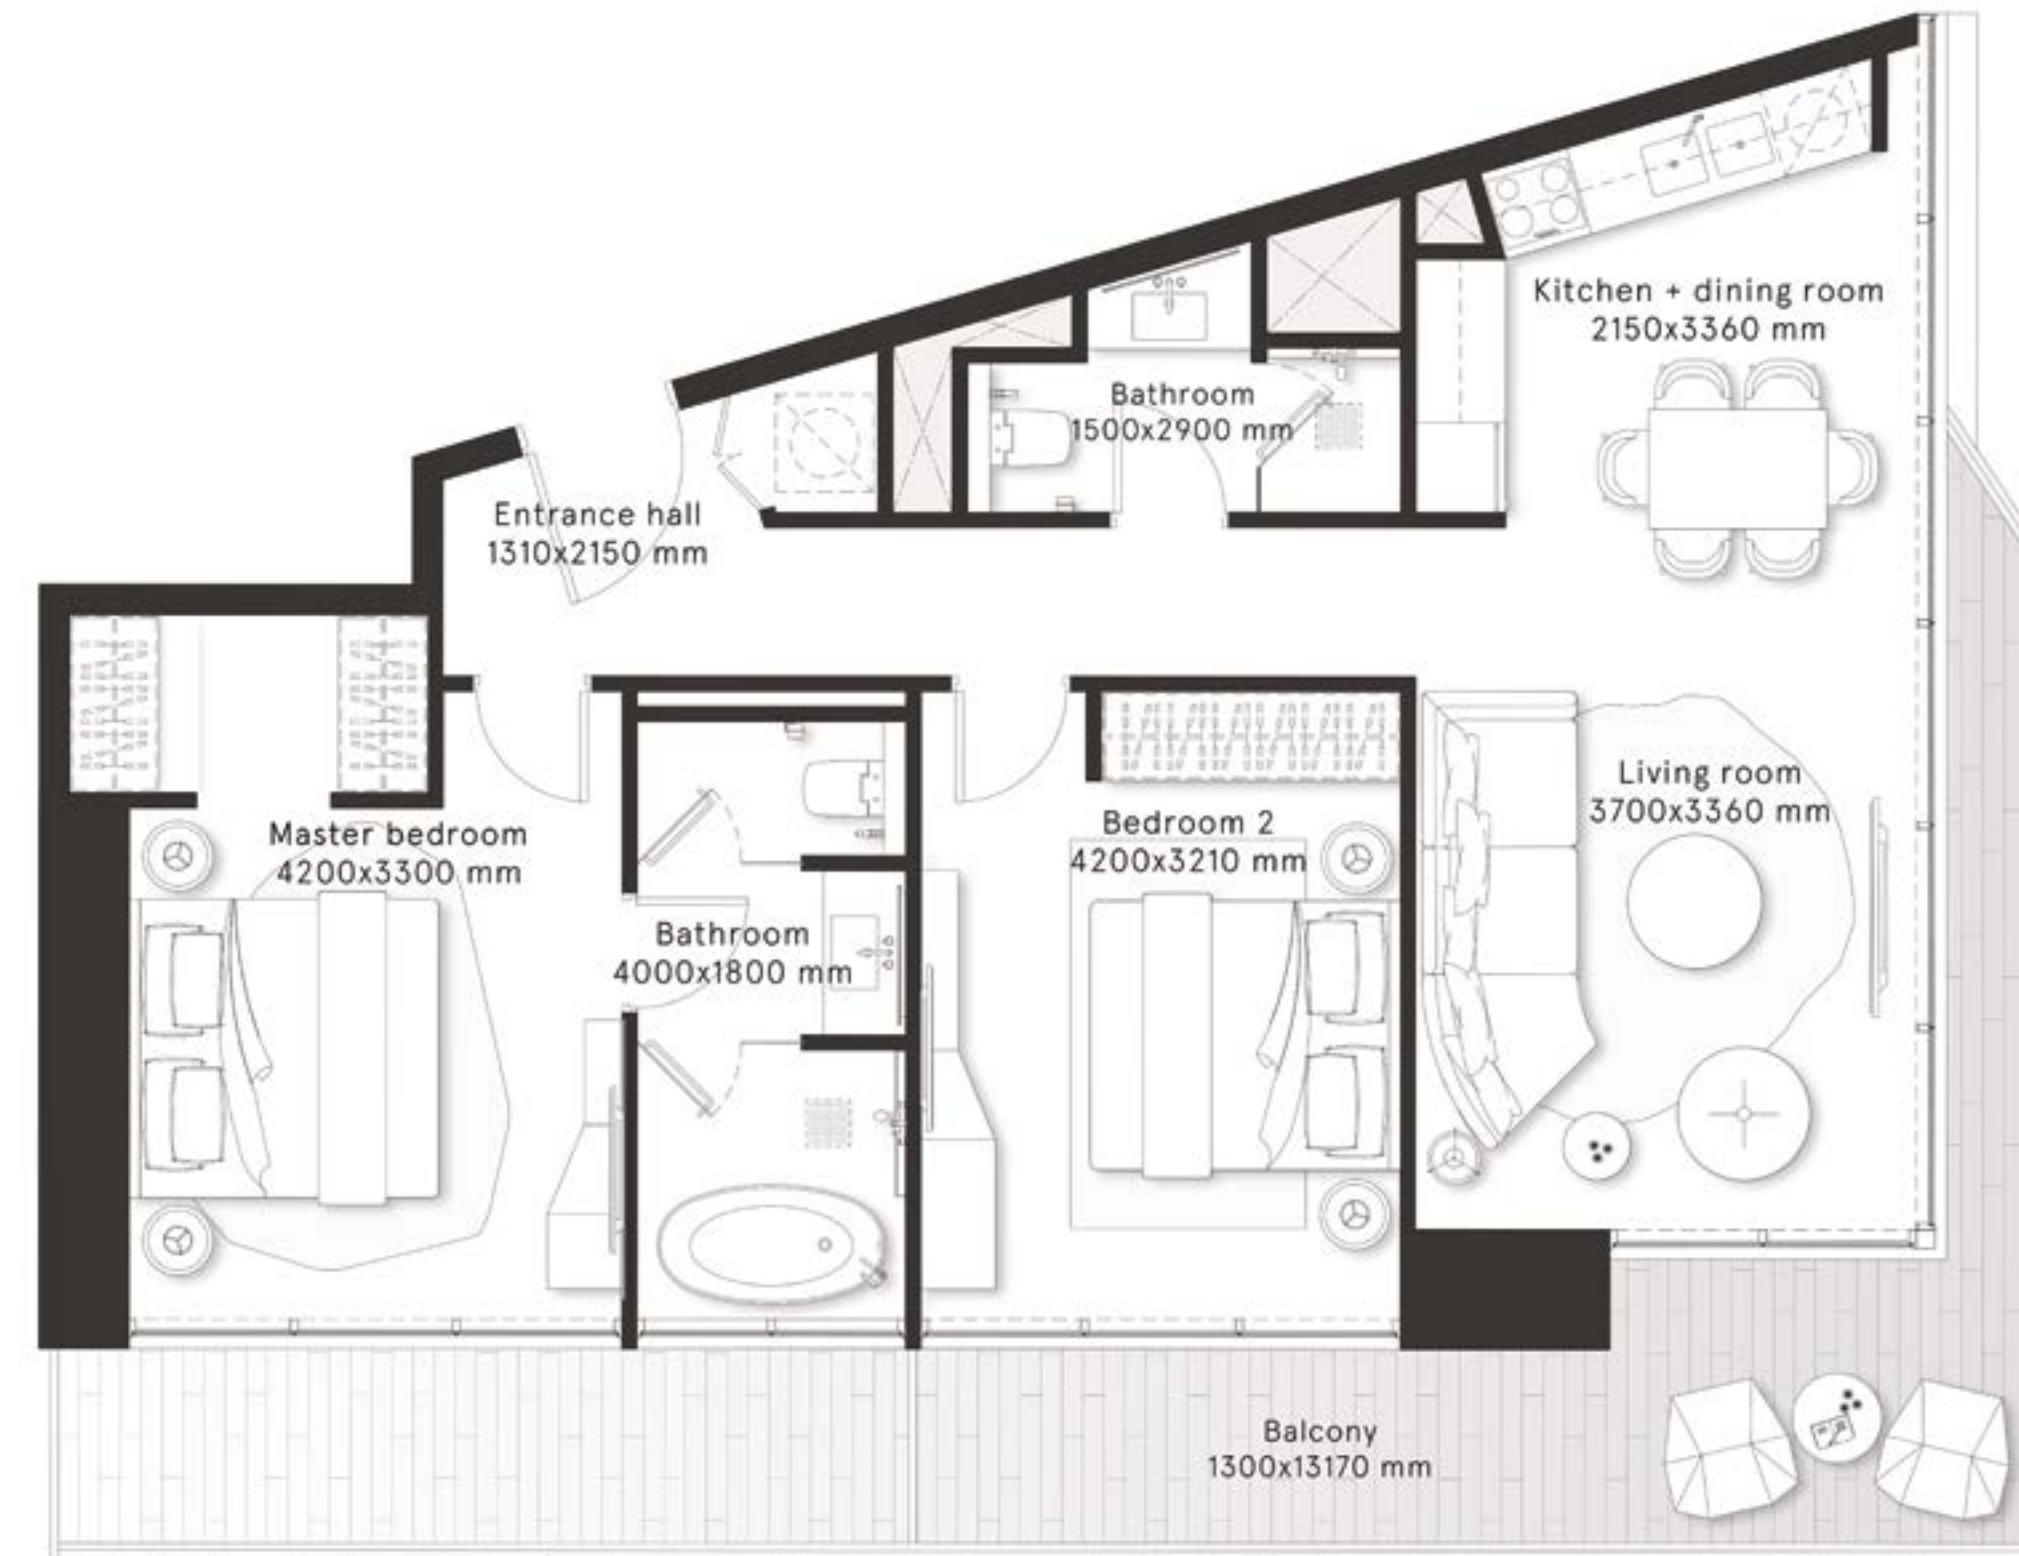 Kitchen + dining room
2150x3360 mm
Bathroom
1500x2900 mm
Entrance hall
1310x2150 mm
Living room
3700x3360 mm
Master bedroom
4200x3300 mm
Bedroom 2
4200x3210 mm
Bathroom
4000x1800 mm
Balcony
1300x13170 mm